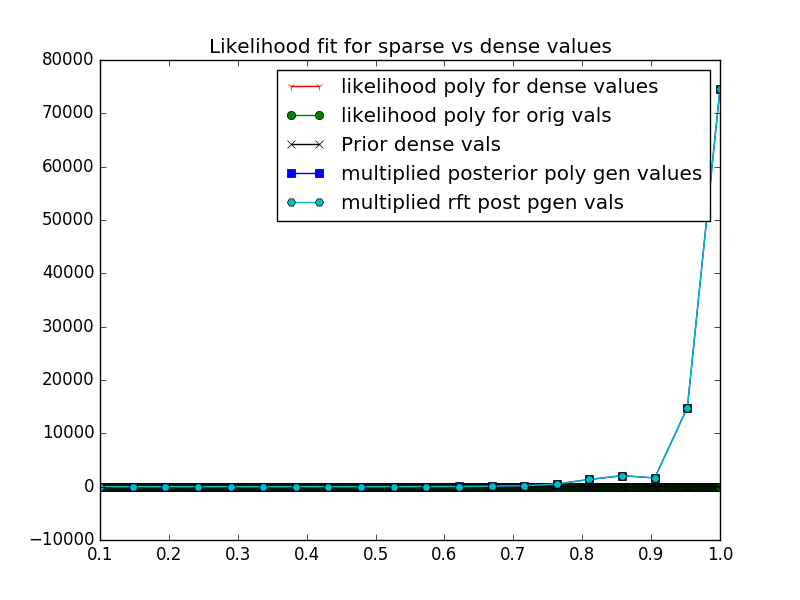 Likelihood fit for sparse vs dense values
80000
70000
60000
50000
40000
30000
20000
10000
0
−10000
likelihood poly for dense values
likelihood poly for orig vals
Prior dense vals
multiplied posterior poly gen values
multiplied rft post pgen vals
0.1 0.2 0.3 0.4 0.5 0.6 0.7 0.8 0.9 1.0